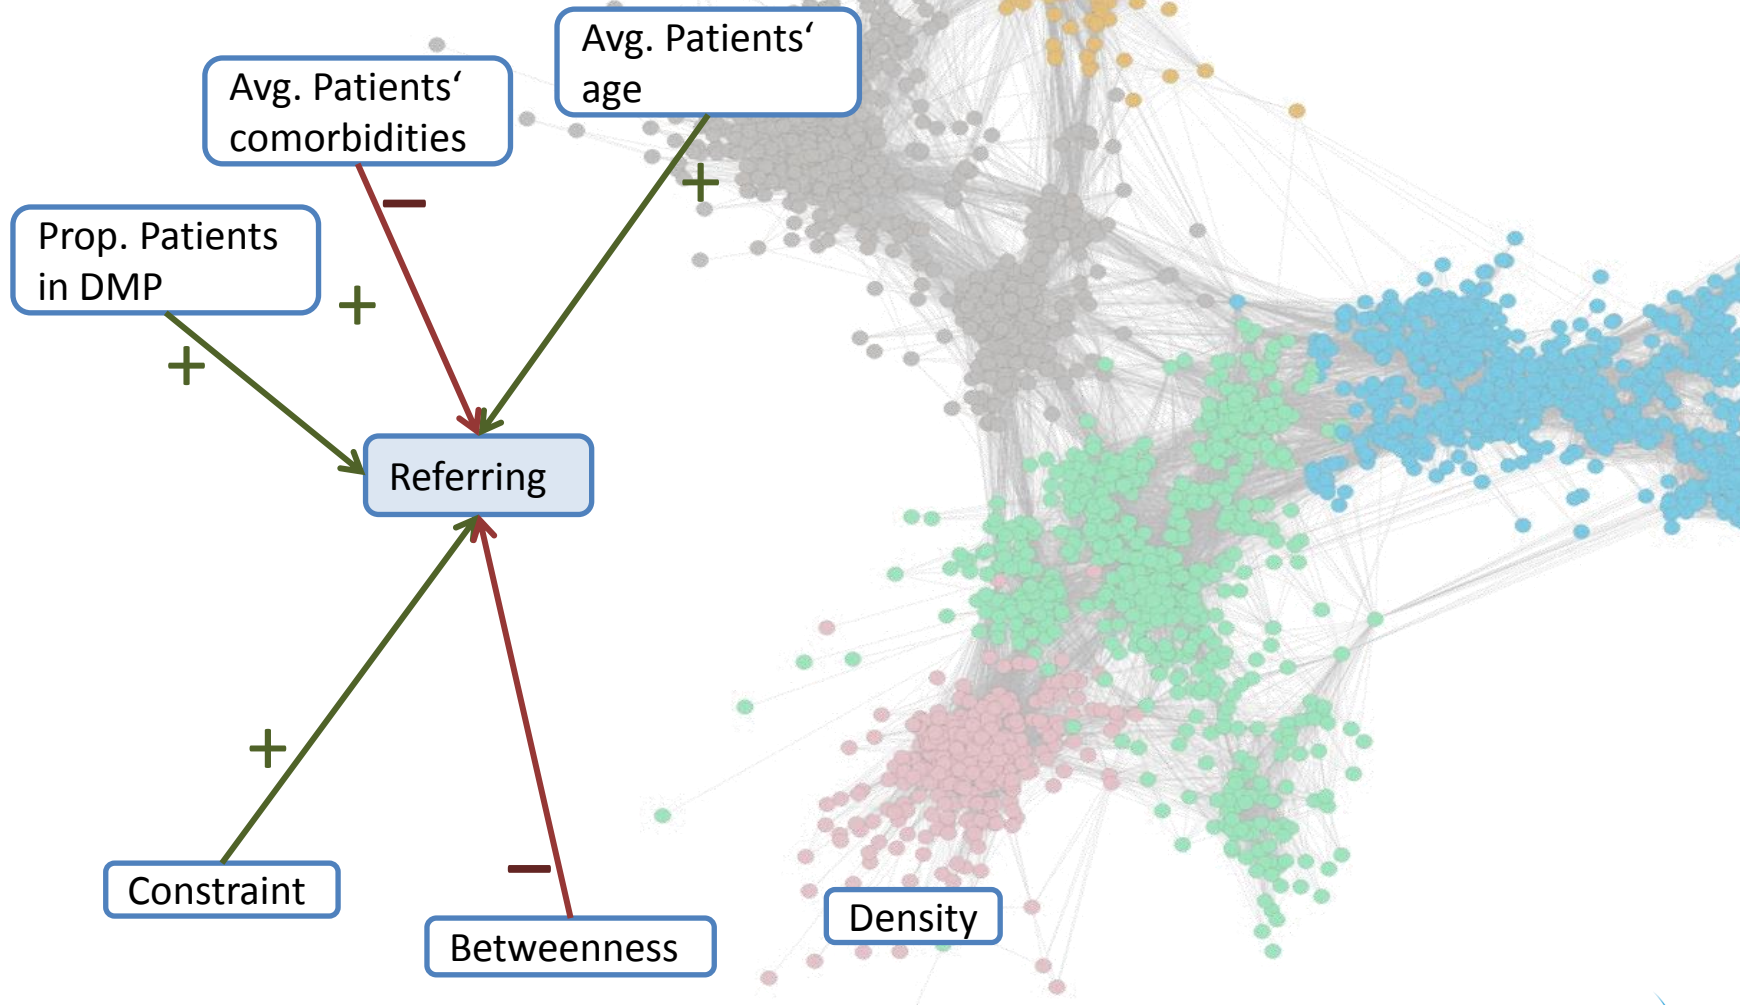 Avg. Patients‘
age
Avg. Patients‘
comorbidities
−
+
Prop. Patients
in DMP
+
+
Referring
+
−
Constraint
Betweenness
Density